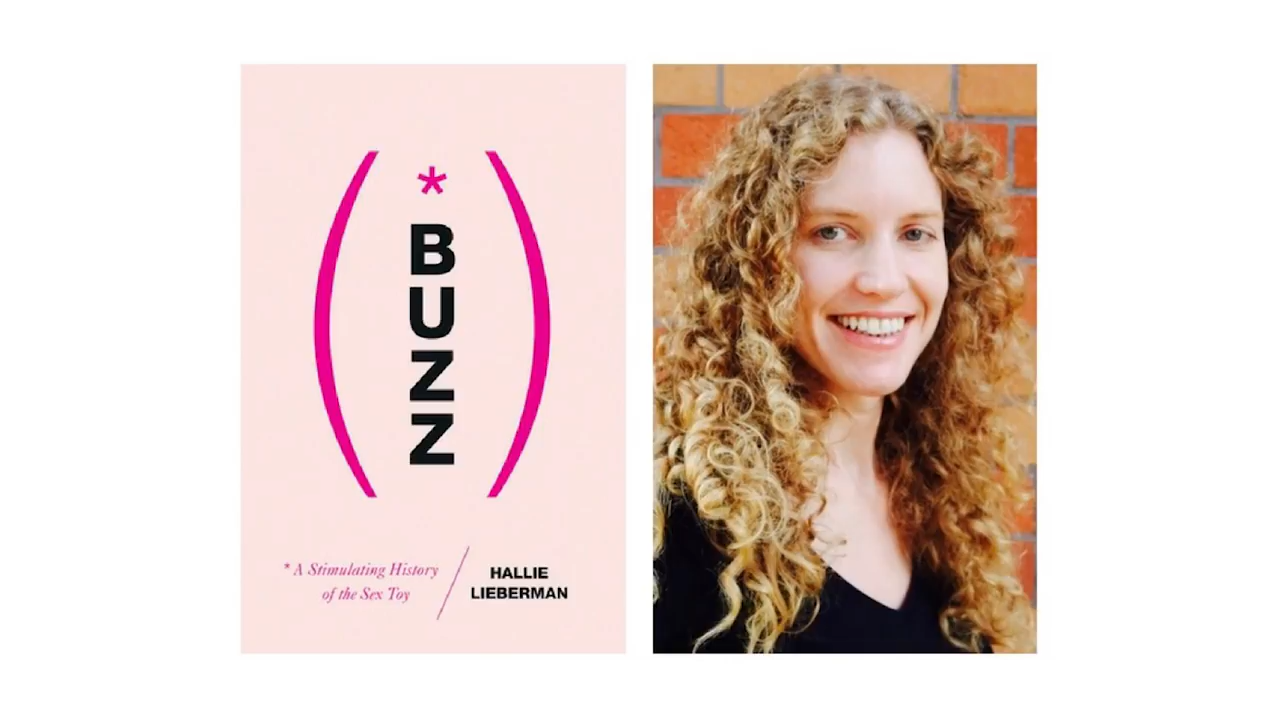 *
BUZZ
* A Stimulating History
of the Sex Toy
HALLIE
LIEBERMAN